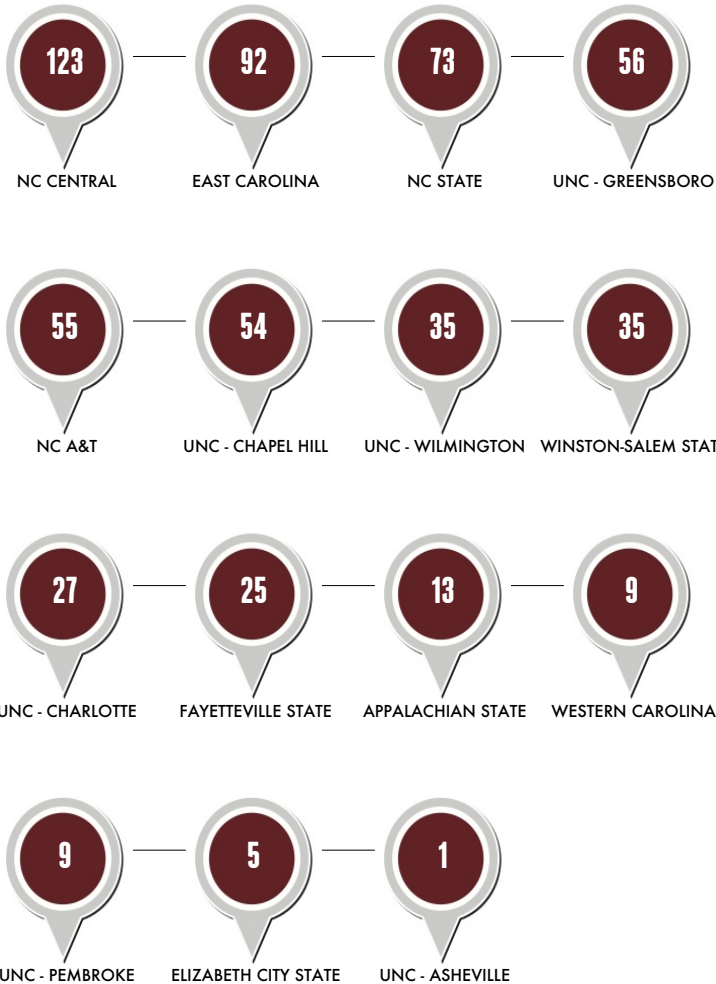 123 92 73 56
NC CENTRAL EAST CAROLINA NC STATE UNC - GREENSBORO
55 54 35 35
NC A&T UNC - CHAPEL HILL UNC - WILMINGTON WINSTON-SALEM STAT
27 25 13 9
UNC - CHARLOTTE FAYETTEVILLE STATE APPALACHIAN STATE WESTERN CAROLINA
9 5 1
UNC - PEMBROKE ELIZABETH CITY STATE UNC - ASHEVILLE